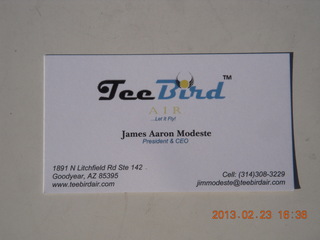 TeeBird™
AIR
...Let it Fly!
James Aaron Modeste
President & CEO
1891 N Litchfield Rd Ste 142
Goodyear, AZ 85395
www.teebirdair.com
Cell: (314)308-3229
jimmodeste@teebirdair.com
2013.02.23 16:36